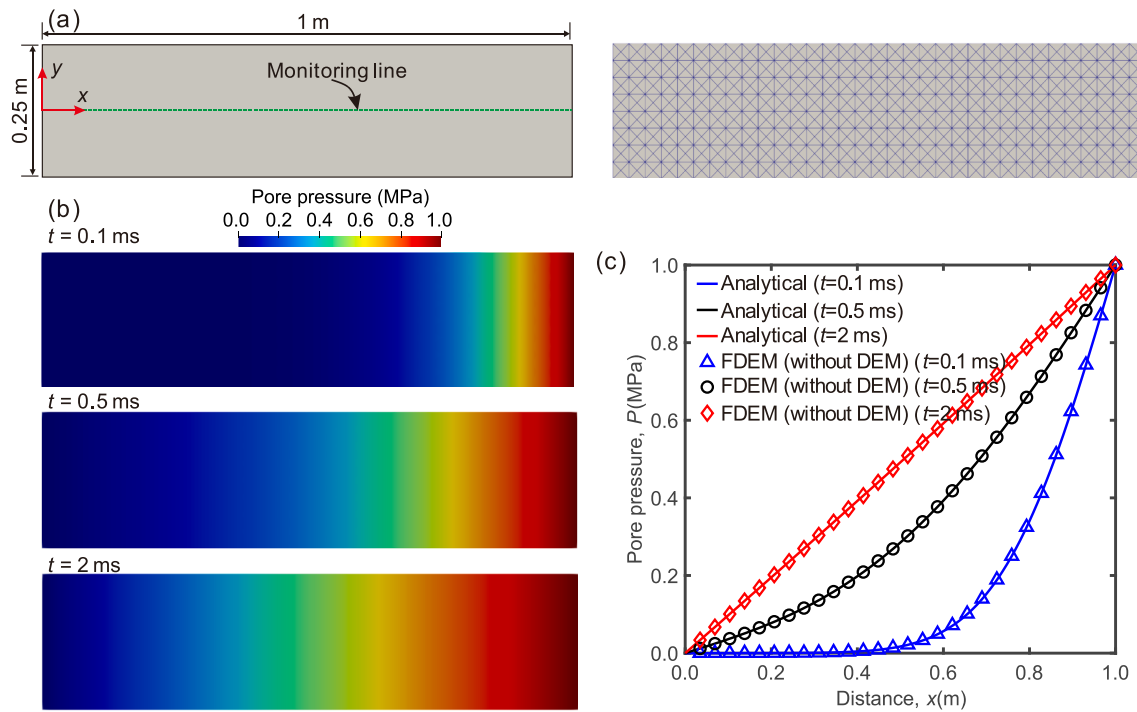 (a)
1 m
0.25 m
y
x
Monitoring line
(b)
Pore pressure (MPa)
0.0 0.2 0.4 0.6 0.8 1.0
t = 0.1 ms
t = 0.5 ms
t = 2 ms
(c)
Pore pressure, P(MPa)
1.0
0.8
0.6
0.4
0.2
0.0
Analytical (t=0.1 ms)
Analytical (t=0.5 ms)
Analytical (t=2 ms)
FDEM (without DEM) (t=0.1 ms)
FDEM (without DEM) (t=0.5 ms)
FDEM (without DEM) (t=2 ms)
0.0 0.2 0.4 0.6 0.8 1.0
Distance, x(m)